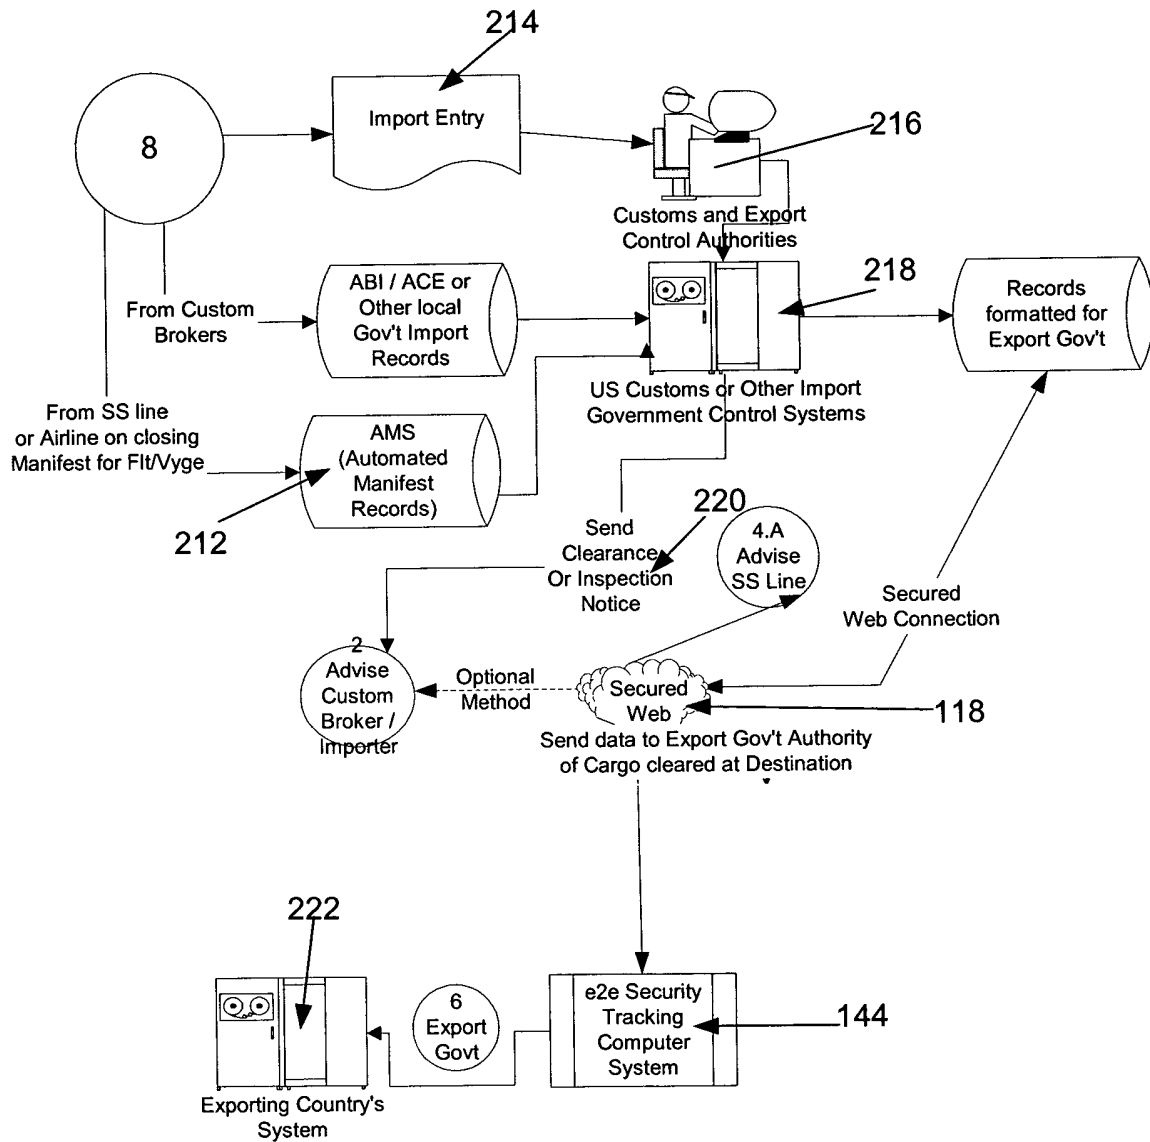 214
8
Import Entry
216
Customs and Export
Control Authorities
218
From Custom
Brokers
ABI / ACE or
Other local
Gov't Import
Records
Records
formatted for
Export Gov't
US Customs or Other Import
Government Control Systems
From SS line
or Airline on closing
Manifest for Flt/Vyge
AMS
(Automated
Manifest
Records)
212
220
Send
Clearance
Or Inspection
Notice
4.A
Advise
SS Line
Secured
Web Connection
2
Advise
Custom
Broker /
Importer
Optional
Method
Secured
Web
118
Send data to Export Gov't Authority
of Cargo cleared at Destination
222
6
Export
Govt
e2e Security
Tracking
Computer
System
144
Exporting Country's
System